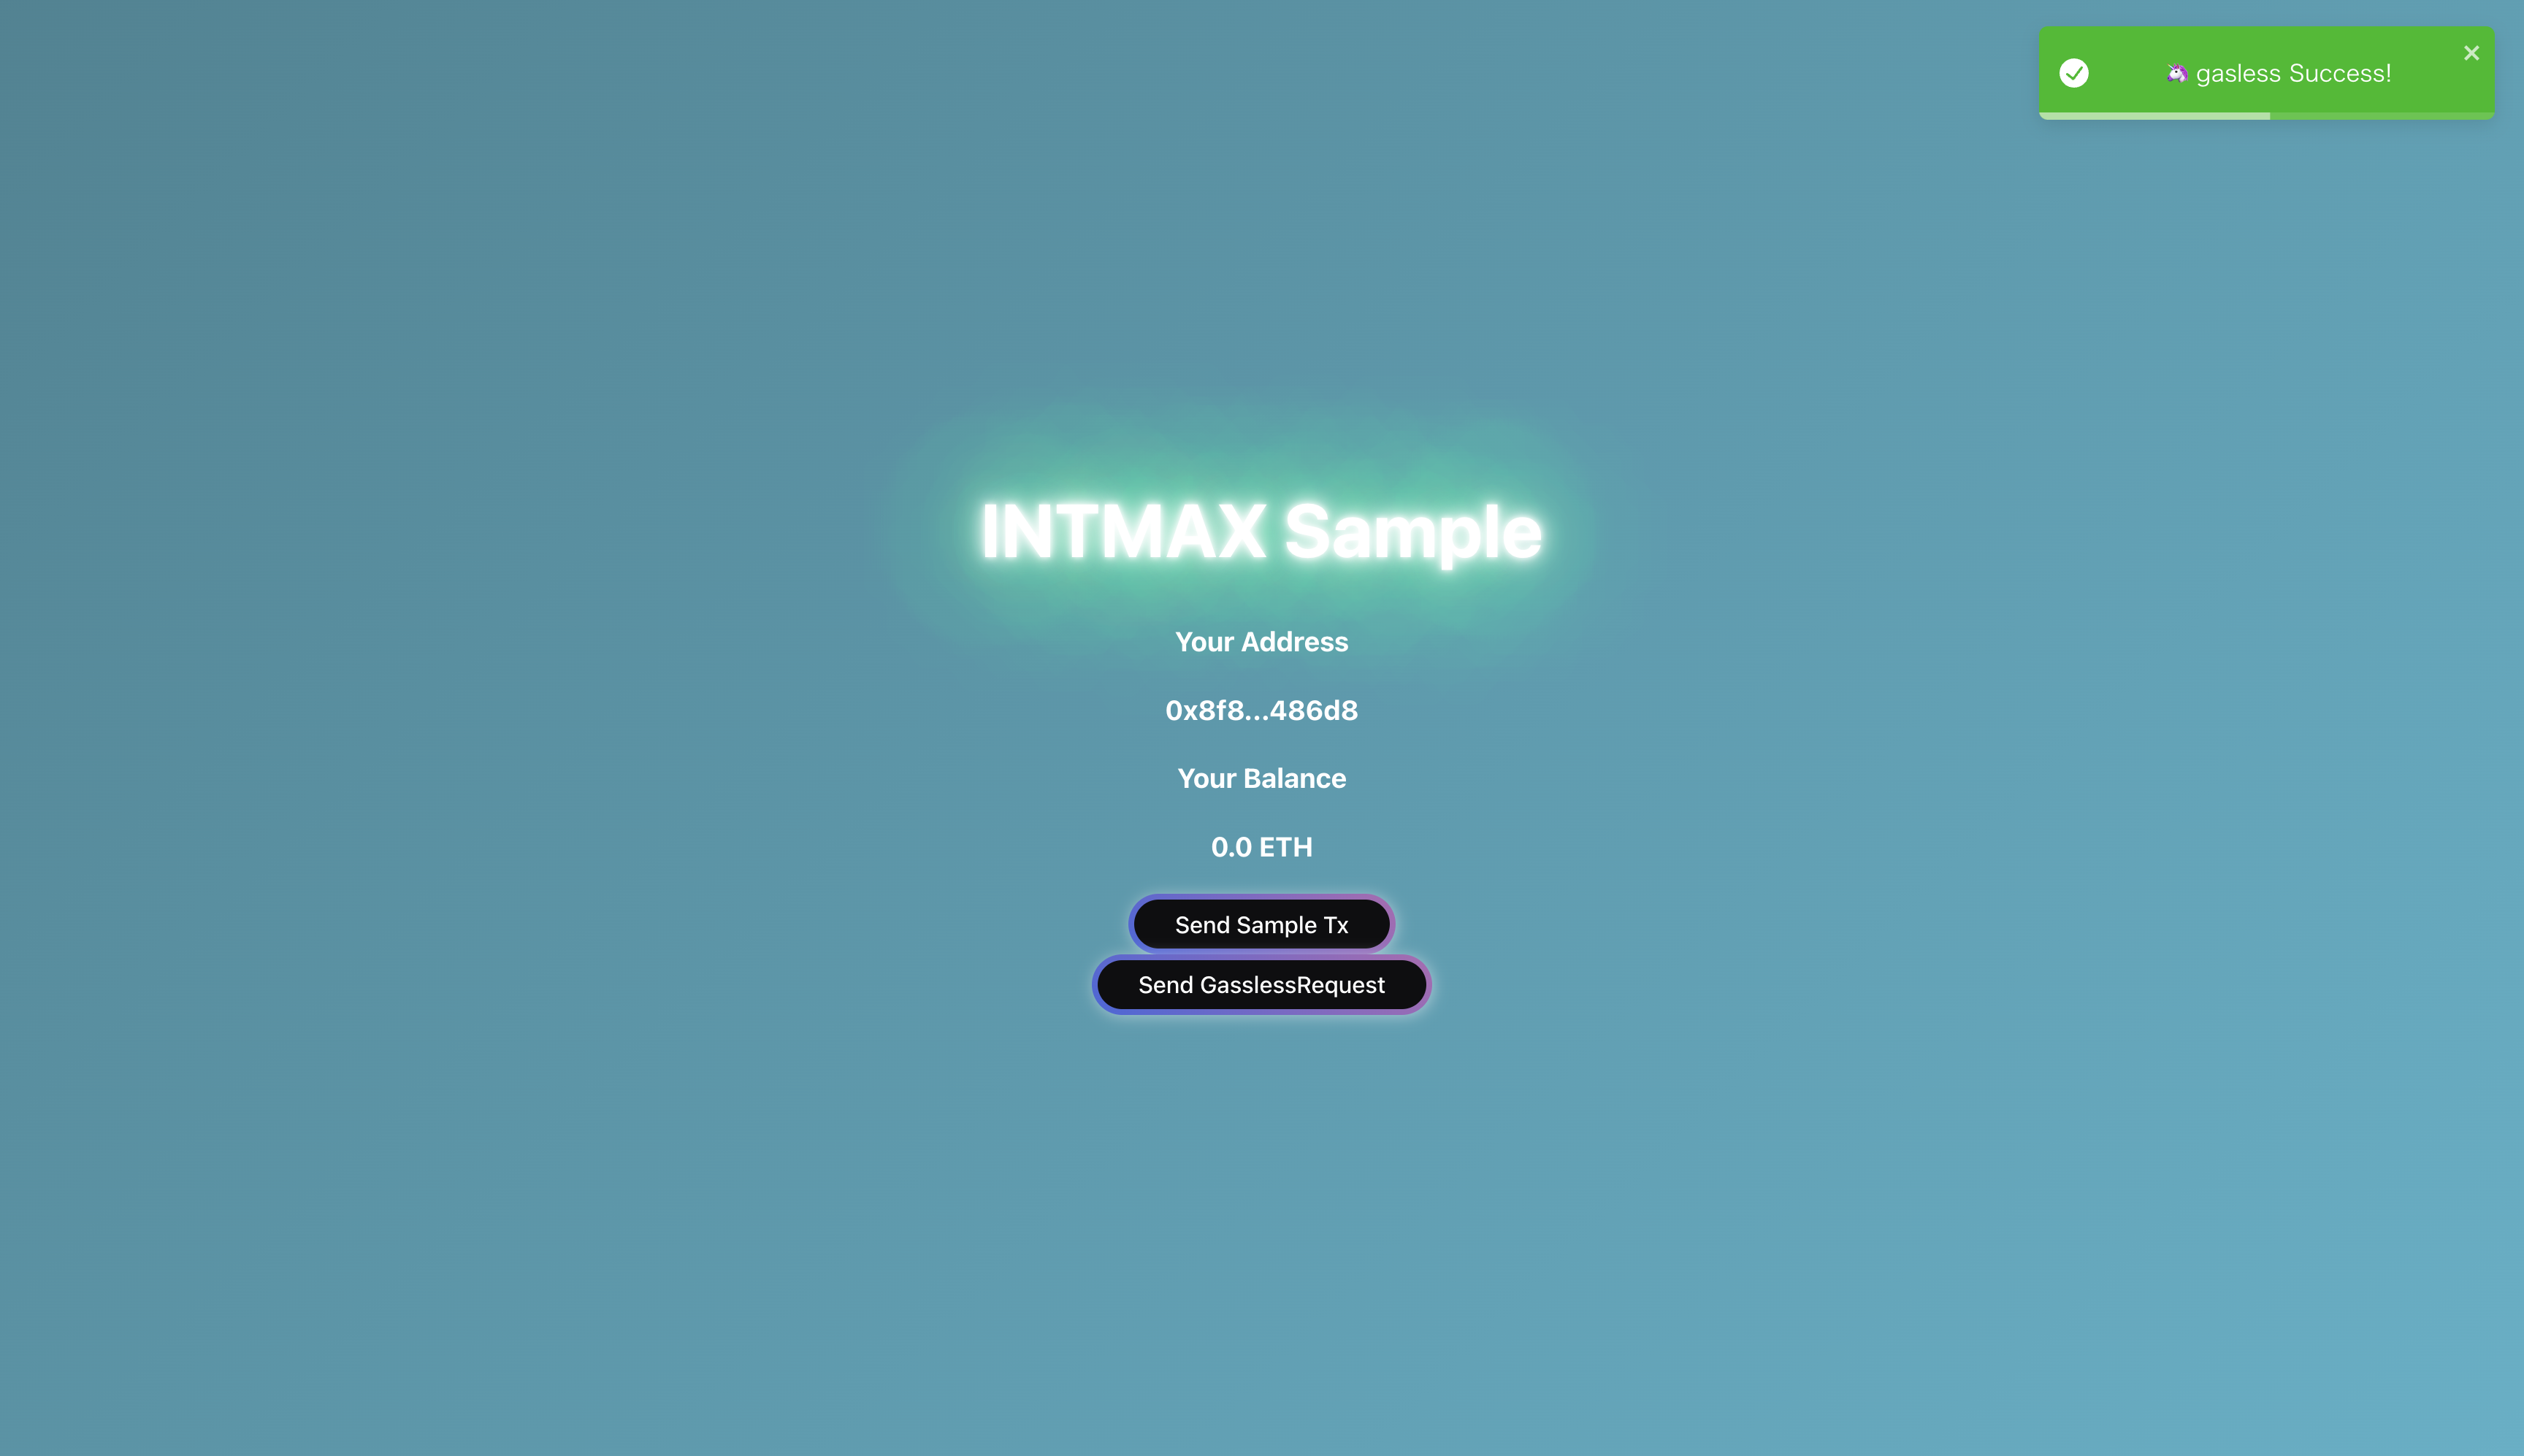 🦄 gasless Success!
INTMAX Sample
Your Address
0x8f8...486d8
Your Balance
0.0 ETH
Send Sample Tx
Send GasslessRequest